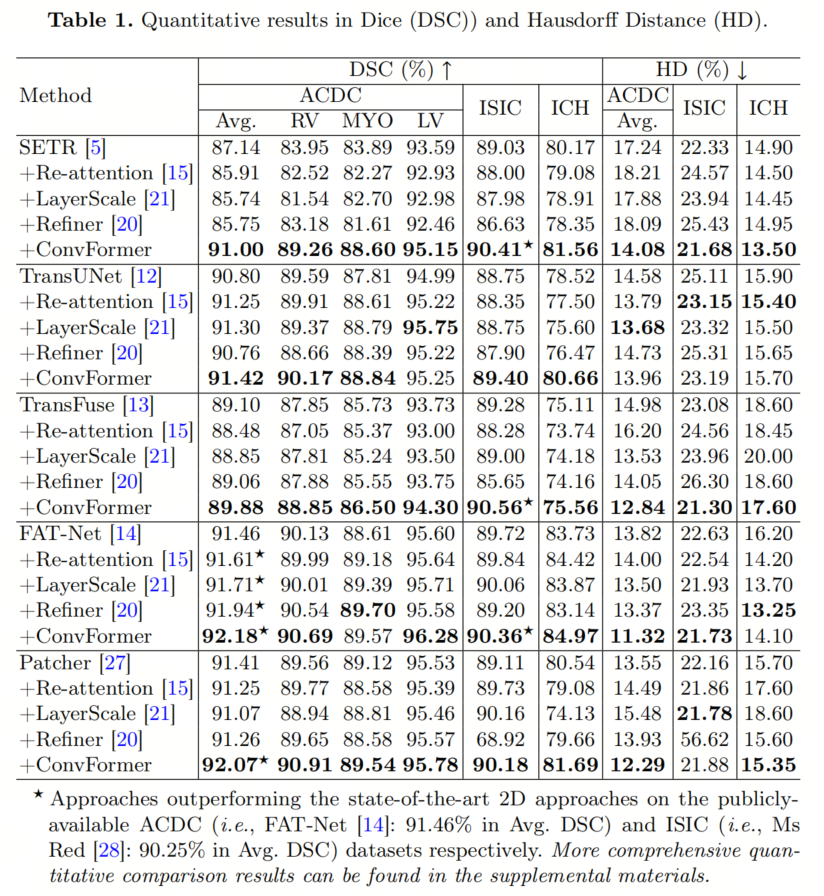 Table 1. Quantitative results in Dice (DSC)) and Hausdorff Distance (HD).
Method DSC (%) ↑ HD (%) ↓
ACDC ISIC ICH ACDC ISIC ICH
Avg. RV MYO LV Avg.
SETR [5] 87.14 83.95 83.89 93.59 89.03 80.17 17.24 22.33 14.90
+Re-attention [15] 85.91 82.52 82.27 92.93 88.00 79.08 18.21 24.57 14.50
+LayerScale [21] 85.74 81.54 82.70 92.98 87.98 78.91 17.88 23.94 14.45
+Refiner [20] 85.75 83.18 81.61 92.46 86.63 78.35 18.09 25.43 14.95
+ConvFormer 91.00 89.26 88.60 95.15 90.41★ 81.56 14.08 21.68 13.50
TransUNet [12] 90.80 89.59 87.81 94.99 88.75 78.52 14.58 25.11 15.90
+Re-attention [15] 91.25 89.91 88.61 95.22 88.35 77.50 13.79 23.15 15.40
+LayerScale [21] 91.30 89.37 88.79 95.75 88.75 75.60 13.68 23.32 15.50
+Refiner [20] 90.76 88.66 88.39 95.22 87.90 76.47 14.73 25.31 15.65
+ConvFormer 91.42 90.17 88.84 95.25 89.40 80.66 13.96 23.19 15.70
TransFuse [13] 89.10 87.85 85.73 93.73 89.28 75.11 14.98 23.08 18.60
+Re-attention [15] 88.48 87.05 85.37 93.00 88.28 73.74 16.20 24.56 18.45
+LayerScale [21] 88.85 87.81 85.24 93.50 89.00 74.18 13.53 23.96 20.00
+Refiner [20] 89.06 87.88 85.55 93.75 85.65 74.16 14.05 26.30 18.60
+ConvFormer 89.88 88.85 86.50 94.30 90.56★ 75.56 12.84 21.30 17.60
FAT-Net [14] 91.46 90.13 88.61 95.60 89.72 83.73 13.82 22.63 16.20
+Re-attention [15] 91.61★ 89.99 89.18 95.64 89.84 84.42 14.00 22.54 14.20
+LayerScale [21] 91.71★ 90.01 89.39 95.71 90.06 83.87 13.50 21.93 13.70
+Refiner [20] 91.94★ 90.54 89.70 95.58 89.20 83.14 13.37 23.35 13.25
+ConvFormer 92.18★ 90.69 89.57 96.28 90.36★ 84.97 11.32 21.73 14.10
Patcher [27] 91.41 89.56 89.12 95.53 89.11 80.54 13.55 22.16 15.70
+Re-attention [15] 91.25 89.77 88.58 95.39 89.73 79.08 14.49 21.86 17.60
+LayerScale [21] 91.07 88.94 88.81 95.46 90.16 74.13 15.48 21.78 18.60
+Refiner [20] 91.26 89.65 88.58 95.57 68.92 79.66 13.93 56.62 15.60
+ConvFormer 92.07★ 90.91 89.54 95.78 90.18 81.69 12.29 21.88 15.35
★ Approaches outperforming the state-of-the-art 2D approaches on the publicly-
available ACDC (i.e., FAT-Net [14]: 91.46% in Avg. DSC) and ISIC (i.e., Ms
Red [28]: 90.25% in Avg. DSC) datasets respectively. More comprehensive quan-
titative comparison results can be found in the supplemental materials.